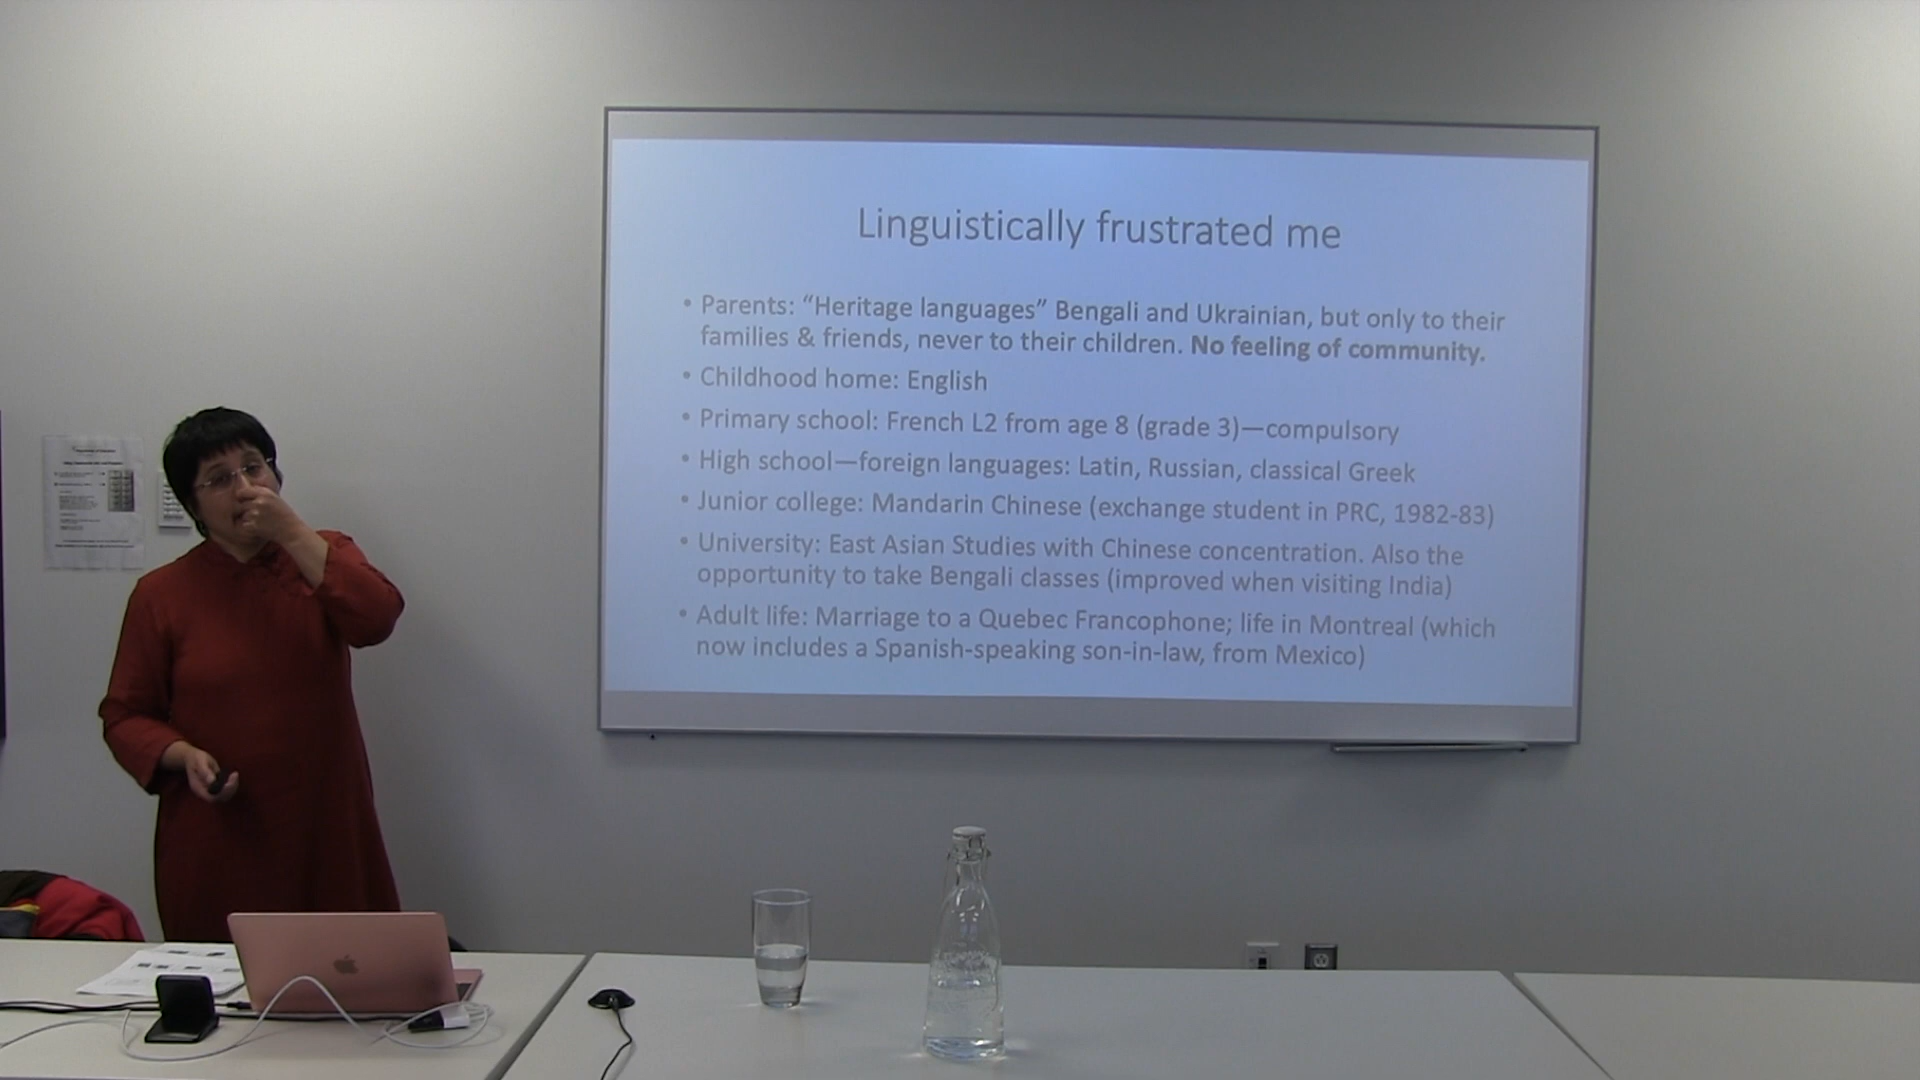 Linguistically frustrated me
• Parents: “Heritage languages” Bengali and Ukrainian, but only to their
families & friends, never to their children. No feeling of community.
• Childhood home: English
• Primary school: French L2 from age 8 (grade 3)—compulsory
• High school—foreign languages: Latin, Russian, classical Greek
• Junior college: Mandarin Chinese (exchange student in PRC, 1982-83)
• University: East Asian Studies with Chinese concentration. Also the
opportunity to take Bengali classes (improved when visiting India)
• Adult life: Marriage to a Quebec Francophone; life in Montreal (which
now includes a Spanish-speaking son-in-law, from Mexico)